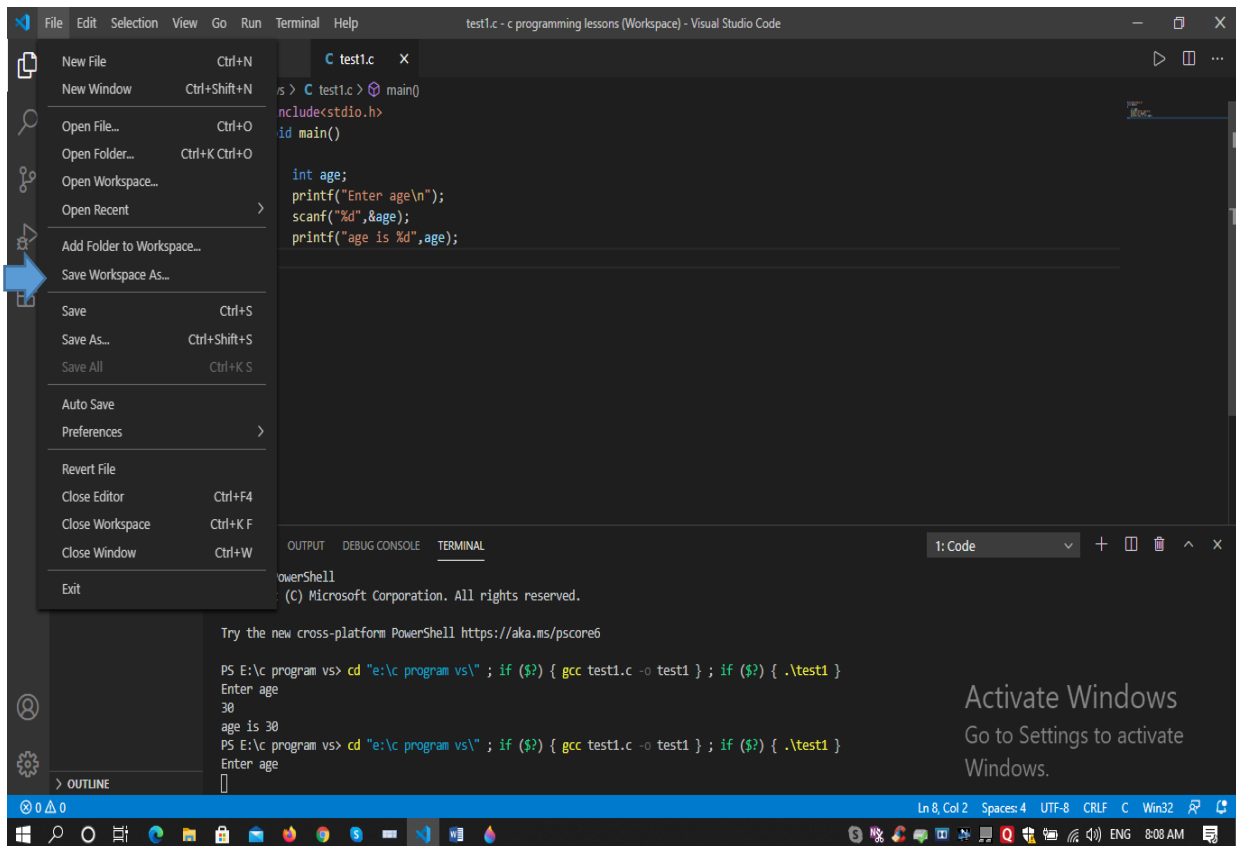 File Edit Selection View Go Run Terminal Help test1.c - c programming lessons (Workspace) - Visual Studio Code
New File Ctrl+N
New Window Ctrl+Shift+N
Open File... Ctrl+O
Open Folder... Ctrl+K Ctrl+O
Open Workspace...
Open Recent
Add Folder to Workspace...
Save Workspace As...
Save Ctrl+S
Save As... Ctrl+Shift+S
Save All Ctrl+K S
Auto Save
Preferences
Revert File
Close Editor Ctrl+F4
Close Workspace Ctrl+K F
Close Window Ctrl+W
Exit
C test1.c X
vs > C test1.c > main()
nclude<stdio.h>
id main()
int age;
printf("Enter age\n");
scanf("%d",&age);
printf("age is %d",age);
OUTPUT DEBUG CONSOLE TERMINAL 1: Code
owerShell
(C) Microsoft Corporation. All rights reserved.
Try the new cross-platform PowerShell https://aka.ms/pscore6
PS E:\c program vs> cd "e:\c program vs\" ; if ($?) { gcc test1.c -o test1 } ; if ($?) { .\test1 }
Enter age
30
age is 30
PS E:\c program vs> cd "e:\c program vs\" ; if ($?) { gcc test1.c -o test1 } ; if ($?) { .\test1 }
Enter age
Activate Windows
Go to Settings to activate
Windows.
> OUTLINE
0 0 Ln 8, Col 2 Spaces: 4 UTF-8 CRLF C Win32
ENG 8:08 AM